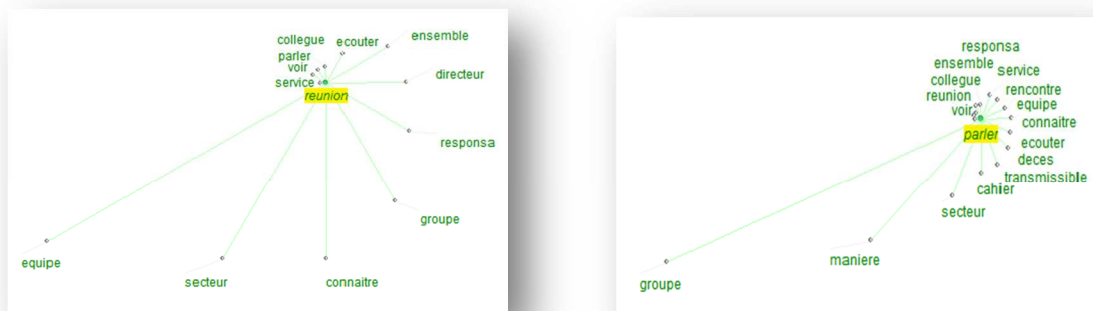 collegue
ecouter
ensemble
parler
voir
directeur
service
reunion
responsa
groupe
equipe
secteur
connaitre
responsa
ensemble
service
collegue
rencontre
reunion
equipe
voir
connaitre
parler
ecouter
deces
transmissible
cahier
secteur
maniere
groupe